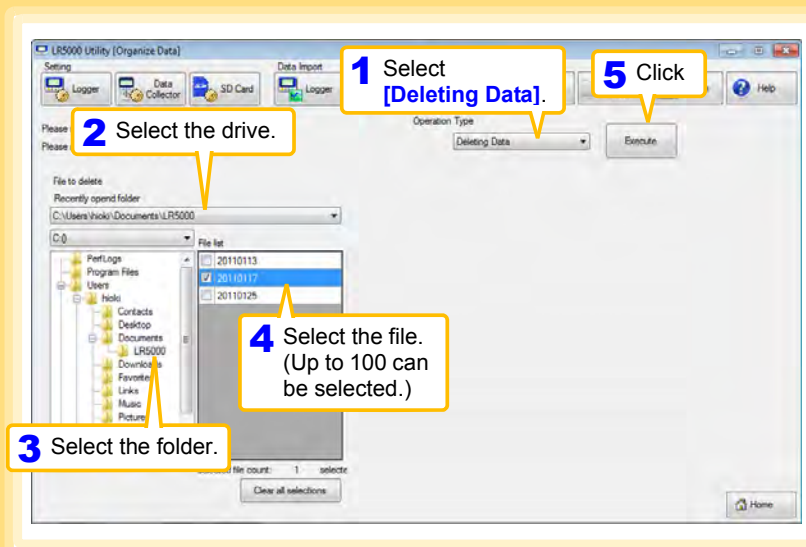 LR5000 Utility [Organize Data]
Setting
Data Import
Logger
Data
Collector
SD Card
Logger
Help
1 Select
[Deleting Data].
5 Click
Please
Please
2 Select the drive.
Operation Type
Deleting Data
Execute
File to delete
Recently opend folder
C:\Users\hioki\Documents\LR5000
C:()
File list
PerfLogs
Program Files
Users
hioki
Contacts
Desktop
Documents
LR5000
Downloads
Favorites
Links
Music
Picture
20110113
20110117
20110125
4 Select the file.
(Up to 100 can
be selected.)
3 Select the folder.
file count: 1 selecte
Clear all selections
Home